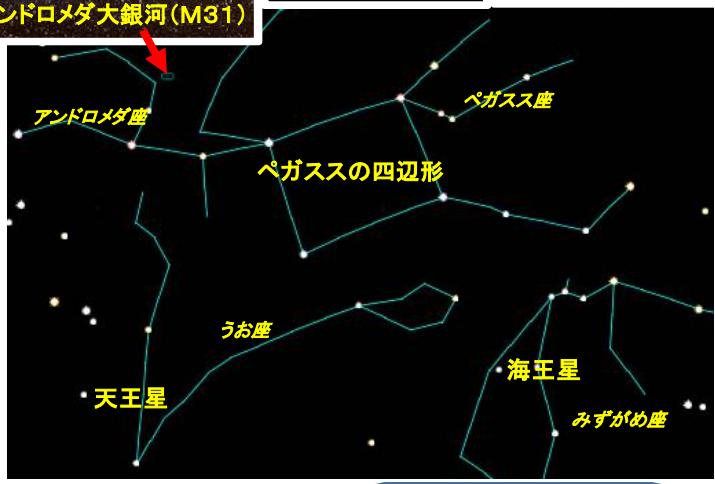 ンドロメダ大銀河(M31)
アンドロメダ座
ペガスス座
ペガススの四辺形
うお座
天王星
海王星
みずがめ座